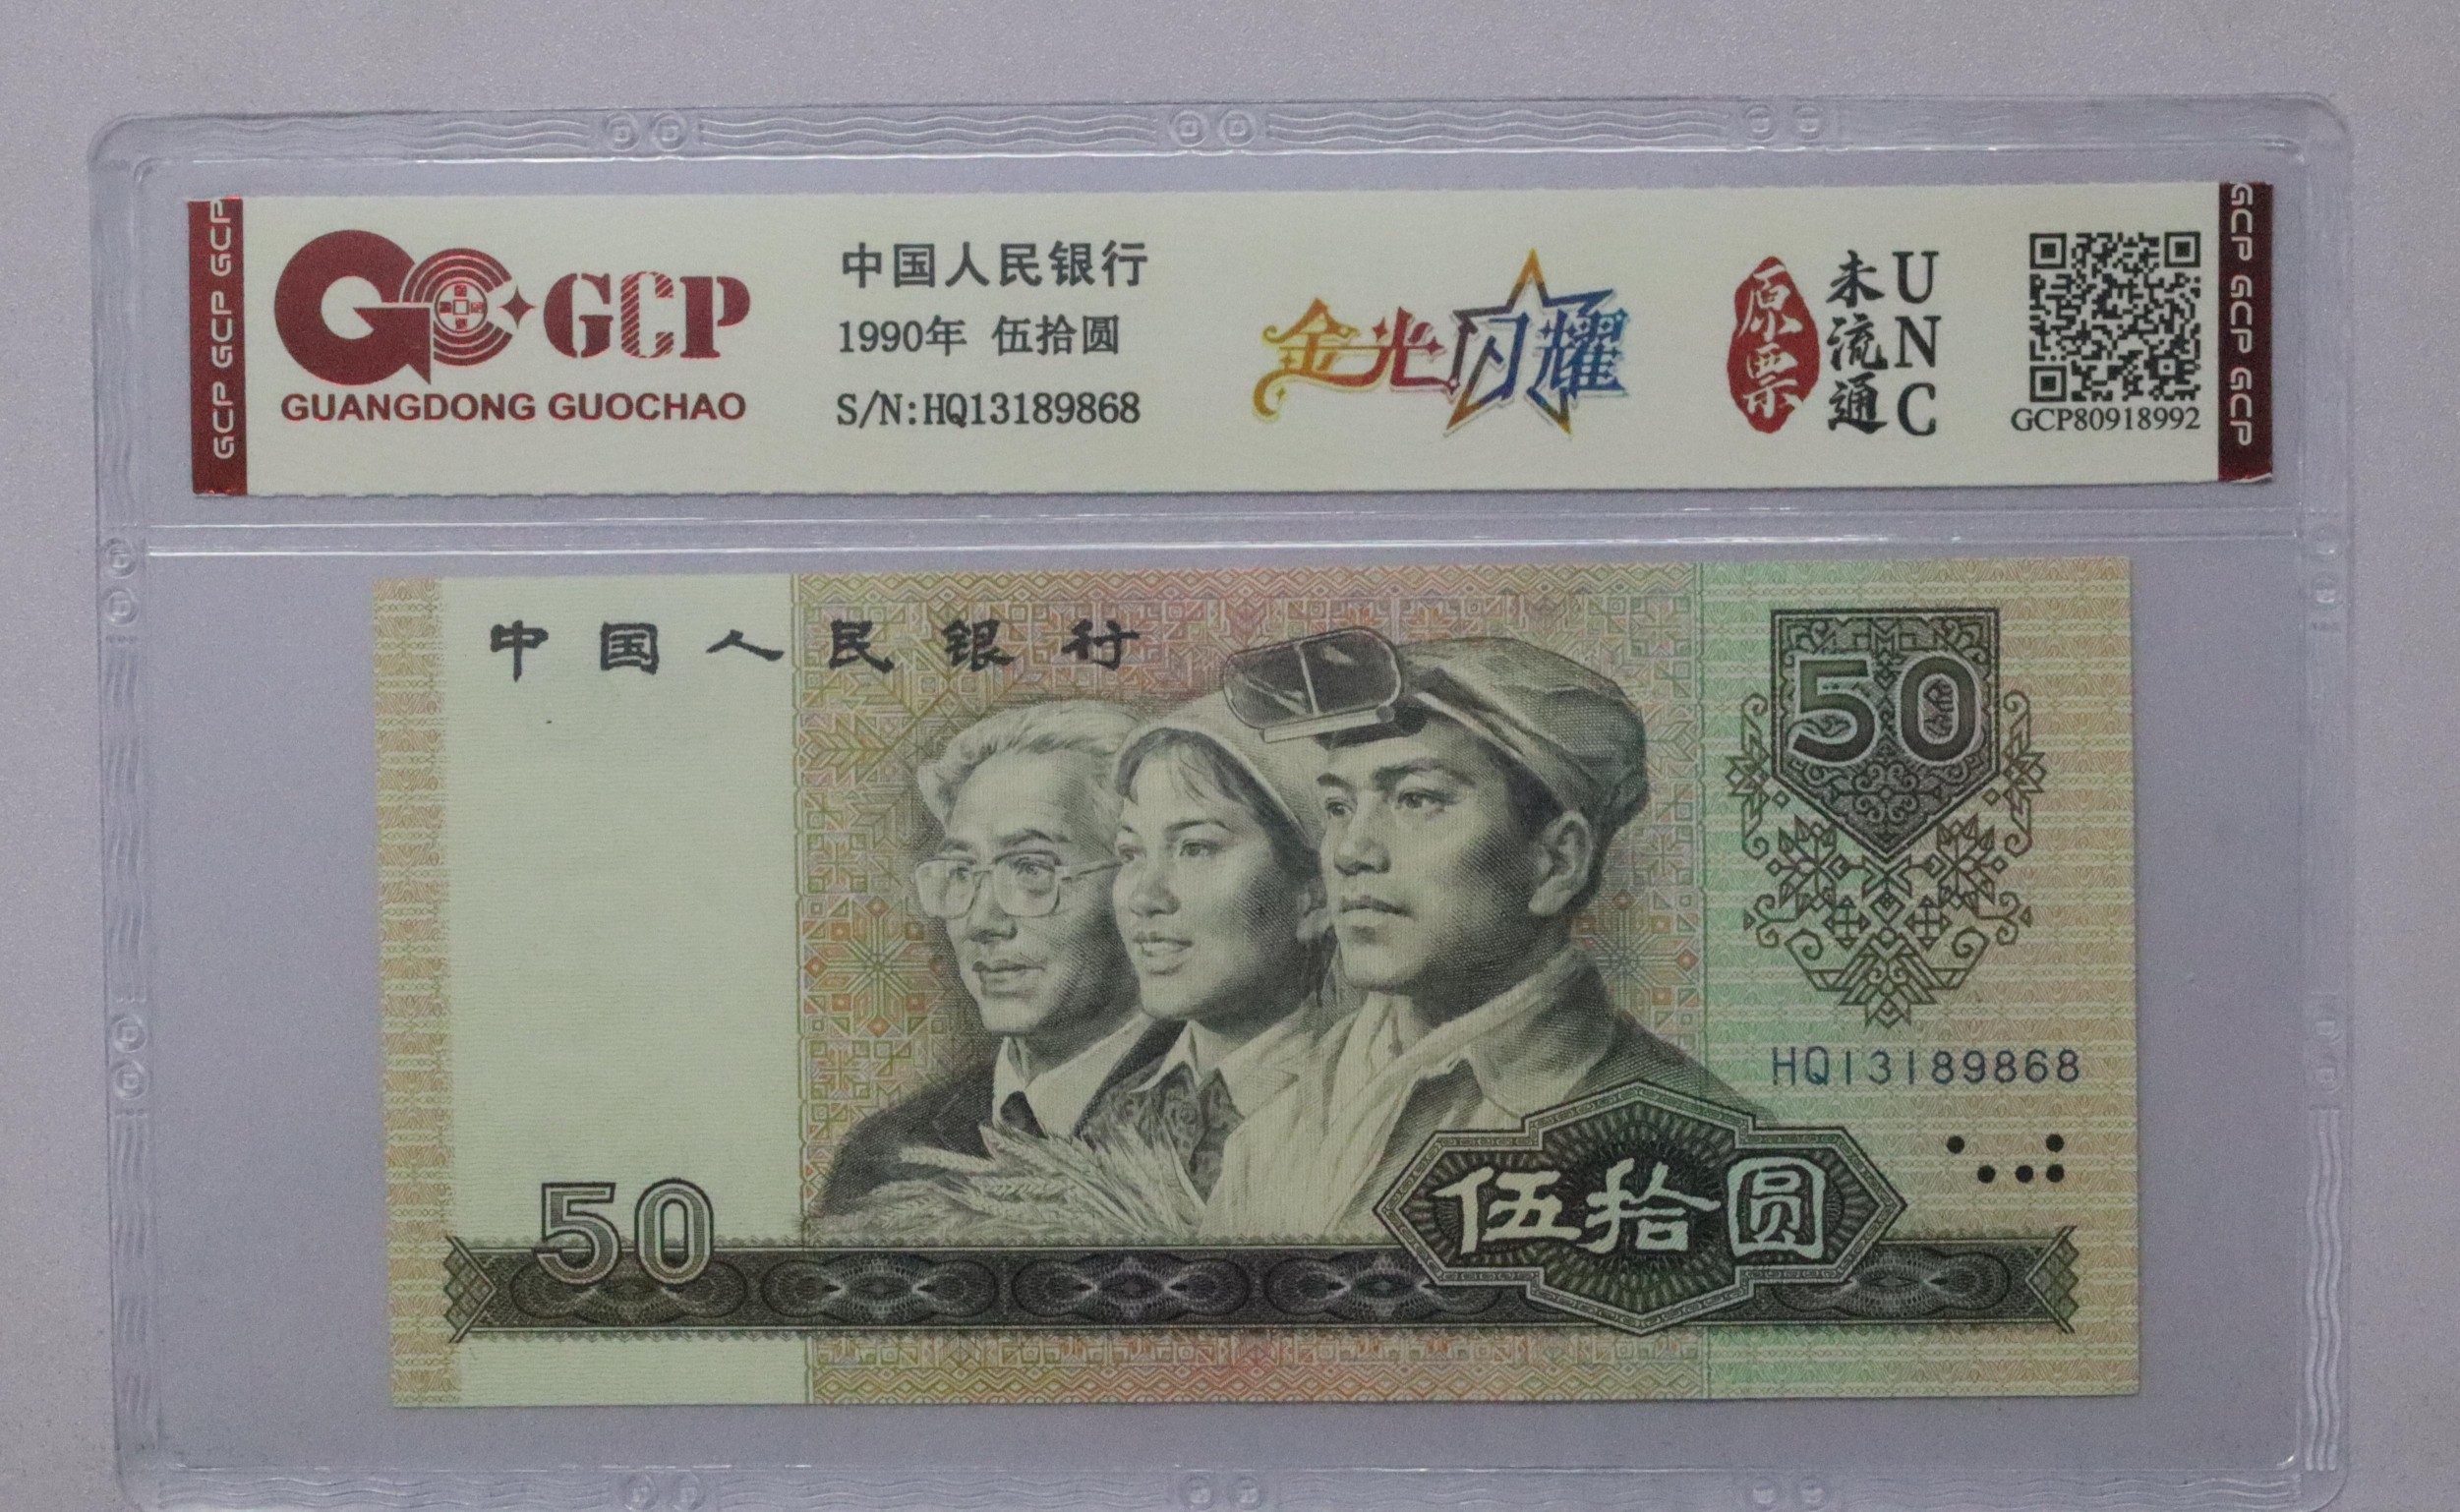 GCP GCP GCP
GCP
GUANGDONG GUOCHAO
中国人民银行
1990年 伍拾圆
S/N:HQ13189868
金光闪耀
原票
未流通
UNC
GCP80918992
GCP GCP GCP
中国人民银行
50
HQ13189868
50
伍拾圆